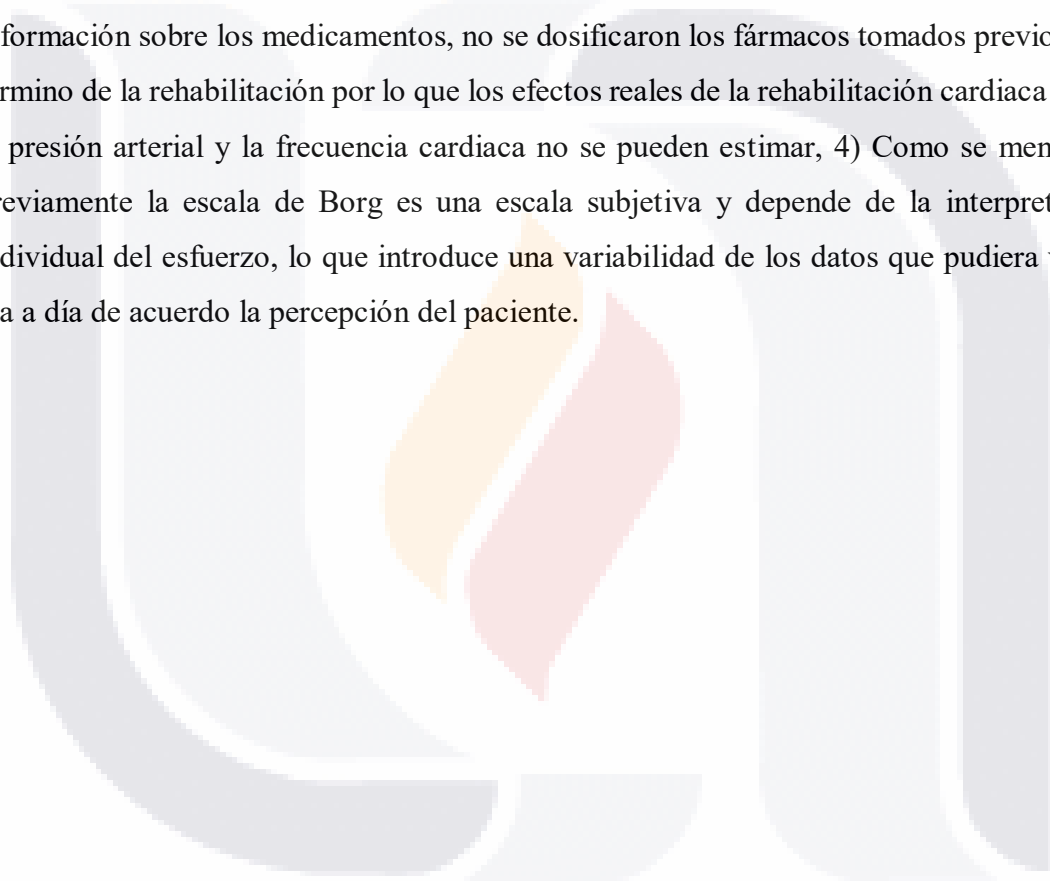 formación sobre los medicamentos, no se dosificaron los fármacos tomados previo
rmino de la rehabilitación por lo que los efectos reales de la rehabilitación cardiaca
presión arterial y la frecuencia cardiaca no se pueden estimar, 4) Como se men
reviamente la escala de Borg es una escala subjetiva y depende de la interpret
dividual del esfuerzo, lo que introduce una variabilidad de los datos que pudiera
a a día de acuerdo la percepción del paciente.